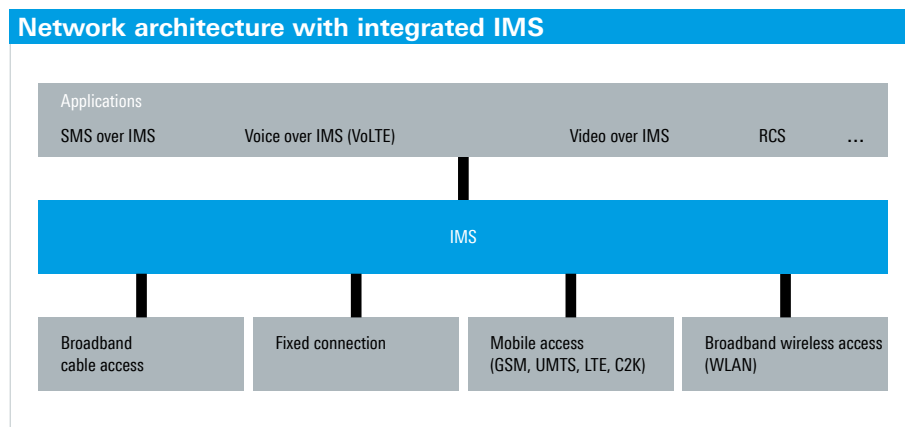 Network architecture with integrated IMS
Applications
SMS over IMS Voice over IMS (VoLTE) Video over IMS RCS ...
IMS
Broadband
cable access
Fixed connection
Mobile access
(GSM, UMTS, LTE, C2K)
Broadband wireless access
(WLAN)